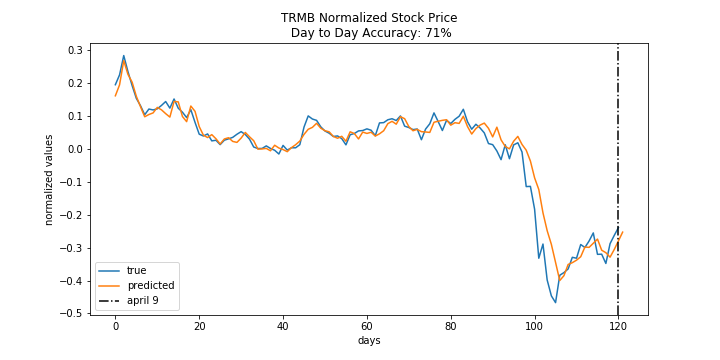 TRMB Normalized Stock Price
Day to Day Accuracy: 71%
normalized values
0.3
0.2
0.1
0.0
−0.1
−0.2
−0.3
−0.4
−0.5
true
predicted
april 9
0 20 40 60 80 100 120
days